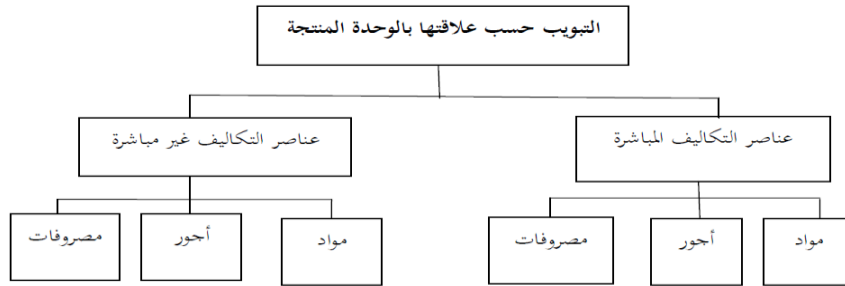 التبويب حسب علاقتها بالوحدة المنتجة
عناصر التكاليف المباشرة
عناصر التكاليف غير مباشرة
مواد
أجور
مصروفات
مواد
أجور
مصروفات